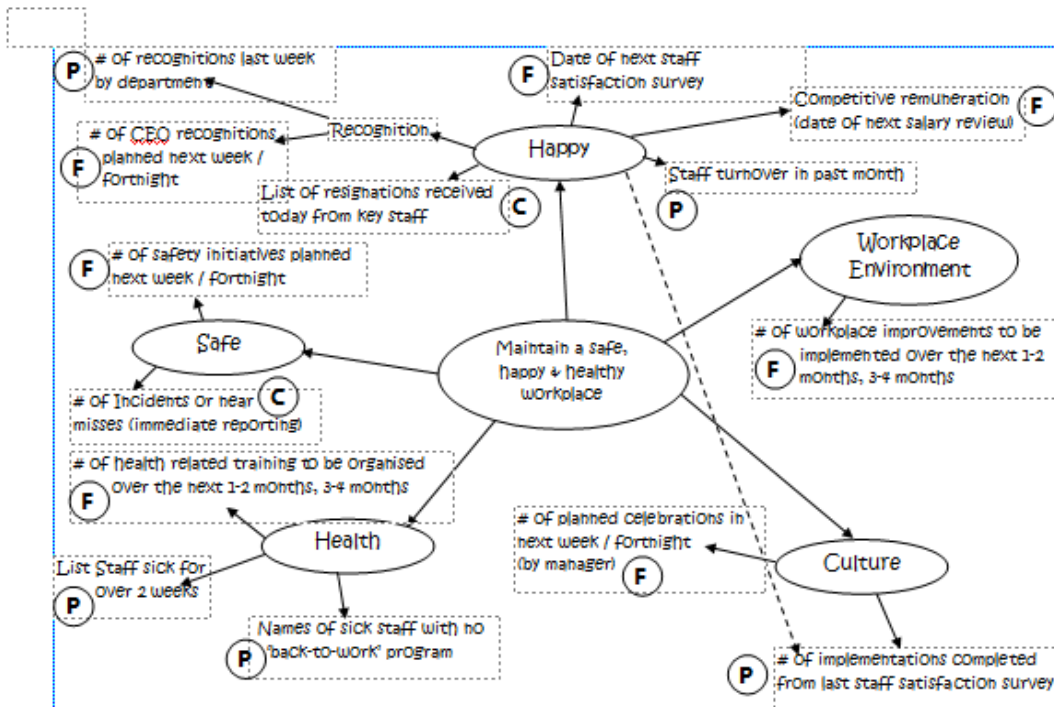 P
# of recognitions last week
by department
F
# of CEO recognitions
planned next week /
forthight
Recognition
F
Date of next staff
satisfaction survey
Competitive remuneration
(date of next salary review)
F
Happy
List of resignations received
today from key staff
C
Staff turnover in past month
P
F
# of safety initiatives planned
next week / forthight
Safe
# of Incidents or near
misses (immediate reporting)
C
Maintain a safe,
happy & healthy
workplace
Workplace
Environment
# of workplace improvements to be
implemented over the next 1-2
months, 3-4 months
F
# of health related training to be organised
over the next 1-2 months, 3-4 months
F
Health
List Staff sick for
over 2 weeks
P
Names of sick staff with no
'back-to-work' program
P
# of planned celebrations in
next week / forthight
(by manager)
F
Culture
P
# of implementations completed
from last staff satisfaction survey